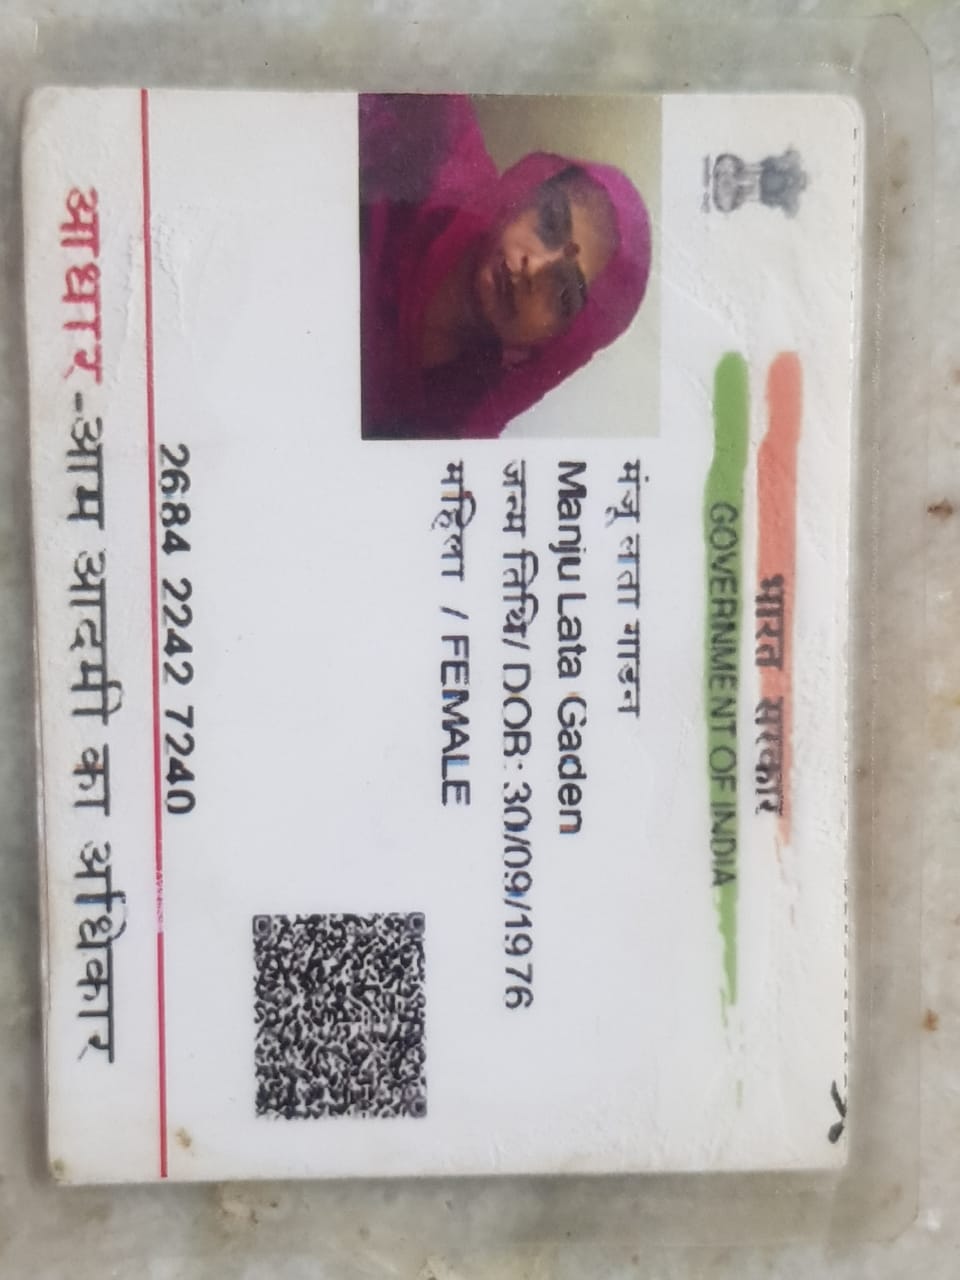 भारत सरकार
GOVERNMENT OF INDIA
मंजू लता गाडन
Manju Lata Gaden
जन्म तिथि/ DOB: 30/09/1976
महिला / FEMALE
2684 2242 7240
आधार-आम आदमी का अधिकार